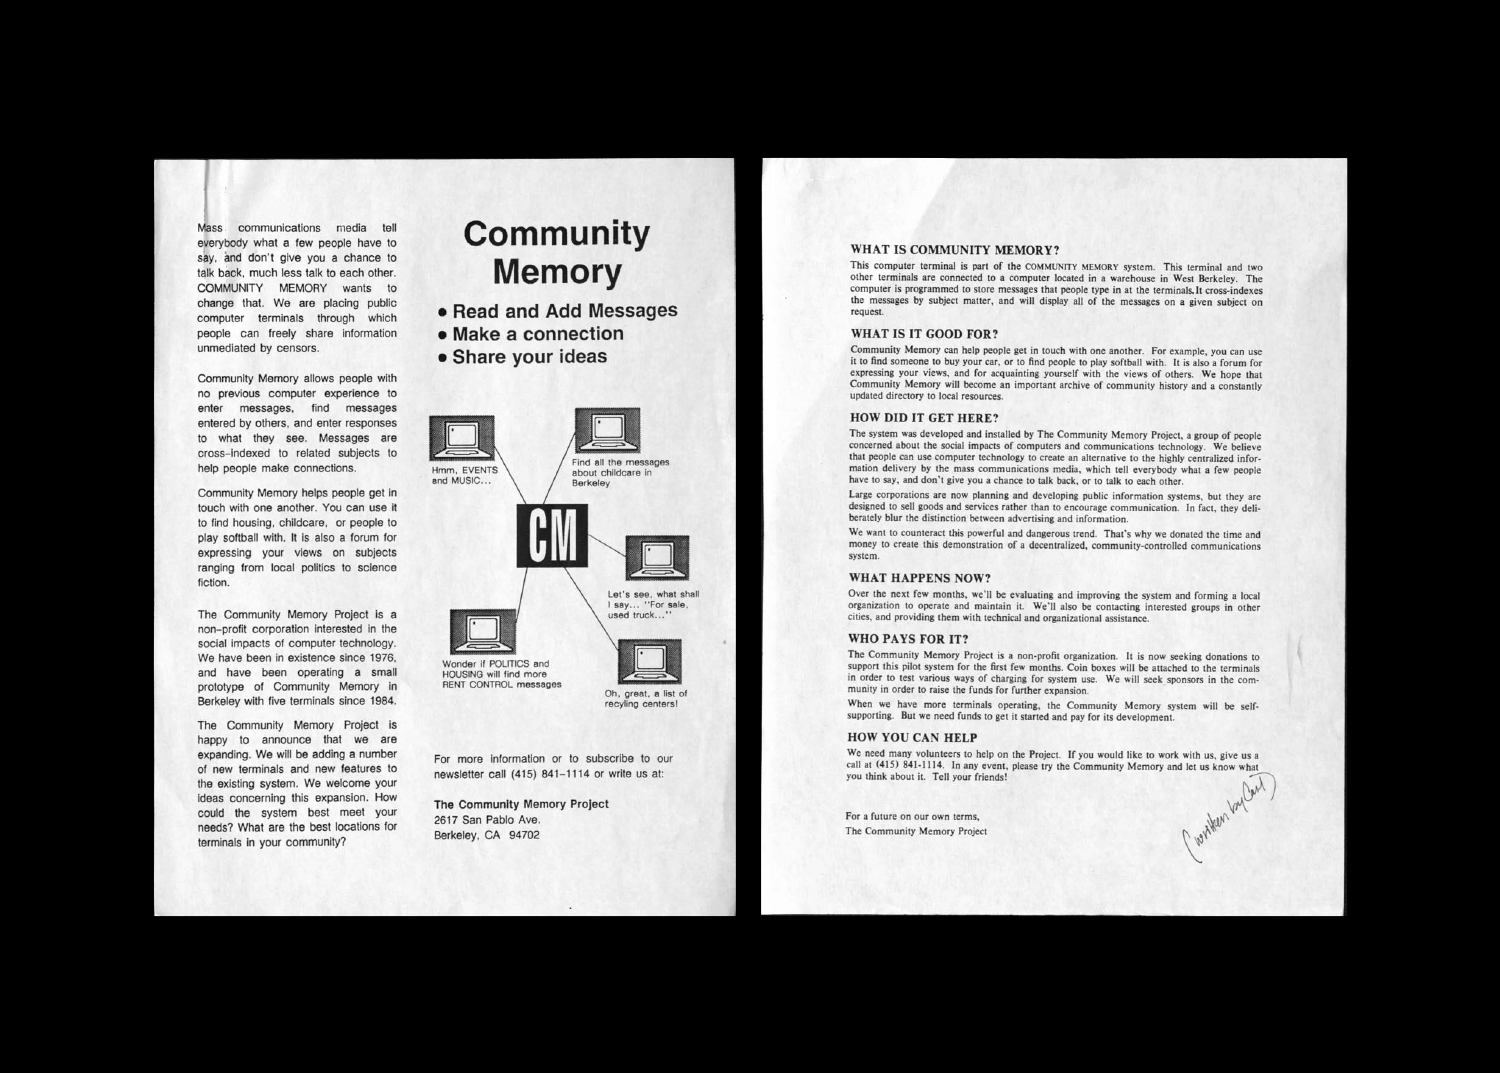 Mass communications media tell
everybody what a few people have to
say, and don't give you a chance to
talk back, much less talk to each other.
COMMUNITY MEMORY wants to
change that. We are placing public
computer terminals through which
people can freely share information
unmediated by censors.
Community Memory allows people with
no previous computer experience to
enter messages, find messages
entered by others, and enter responses
to what they see. Messages are
cross-indexed to related subjects to
help people make connections.
Community Memory helps people get in
touch with one another. You can use it
to find housing, childcare, or people to
play softball with. It is also a forum for
expressing your views on subjects
ranging from local politics to science
fiction.
The Community Memory Project is a
non-profit corporation interested in the
social impacts of computer technology.
We have been in existence since 1976,
and have been operating a small
prototype of Community Memory in
Berkeley with five terminals since 1984.
The Community Memory Project is
happy to announce that we are
expanding. We will be adding a number
of new terminals and new features to
the existing system. We welcome your
ideas concerning this expansion. How
could the system best meet your
needs? What are the best locations for
terminals in your community?
Community
Memory
● Read and Add Messages
● Make a connection
● Share your ideas
Hmm, EVENTS
and MUSIC...
Find all the messages
about childcare in
Berkeley
CM
Let's see, what shall
I say... "For sale,
used truck..."
Wonder if POLITICS and
HOUSING will find more
RENT CONTROL messages
Oh, great, a list of
recyling centers!
For more information or to subscribe to our
newsletter call (415) 841-1114 or write us at:
The Community Memory Project
2617 San Pablo Ave.
Berkeley, CA 94702
WHAT IS COMMUNITY MEMORY?
This computer terminal is part of the COMMUNITY MEMORY system. This terminal and two
other terminals are connected to a computer located in a warehouse in West Berkeley. The
computer is programmed to store messages that people type in at the terminals. It cross-indexes
the messages by subject matter, and will display all of the messages on a given subject on
request.
WHAT IS IT GOOD FOR?
Community Memory can help people get in touch with one another. For example, you can use
it to find someone to buy your car, or to find people to play softball with. It is also a forum for
expressing your views, and for acquainting yourself with the views of others. We hope that
Community Memory will become an important archive of community history and a constantly
updated directory to local resources.
HOW DID IT GET HERE?
The system was developed and installed by The Community Memory Project, a group of people
concerned about the social impacts of computers and communications technology. We believe
that people can use computer technology to create an alternative to the highly centralized infor-
mation delivery by the mass communications media, which tell everybody what a few people
have to say, and don't give you a chance to talk back, or to talk to each other.
Large corporations are now planning and developing public information systems, but they are
designed to sell goods and services rather than to encourage communication. In fact, they deli-
berately blur the distinction between advertising and information.
We want to counteract this powerful and dangerous trend. That's why we donated the time and
money to create this demonstration of a decentralized, community-controlled communications
system.
WHAT HAPPENS NOW?
Over the next few months, we'll be evaluating and improving the system and forming a local
organization to operate and maintain it. We'll also be contacting interested groups in other
cities, and providing them with technical and organizational assistance.
WHO PAYS FOR IT?
The Community Memory Project is a non-profit organization. It is now seeking donations to
support this pilot system for the first few months. Coin boxes will be attached to the terminals
in order to test various ways of charging for system use. We will seek sponsors in the com-
munity in order to raise the funds for further expansion.
When we have more terminals operating, the Community Memory system will be self-
supporting. But we need funds to get it started and pay for its development.
HOW YOU CAN HELP
We need many volunteers to help on the Project. If you would like to work with us, give us a
call at (415) 841-1114. In any event, please try the Community Memory and let us know what
you think about it. Tell your friends!
For a future on our own terms,
The Community Memory Project
(written by